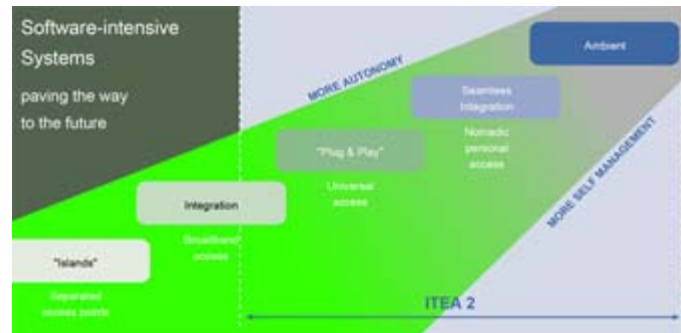 Software-intensive
Systems
paving the way
to the future
MORE AUTONOMY
Ambient
Seamless
Integration
Nomadic
personal
access
"Plug & Play"
Universal
access
MORE SELF MANAGEMENT
Integration
Broadband
access
"Islands"
Separated
access points
ITEA 2